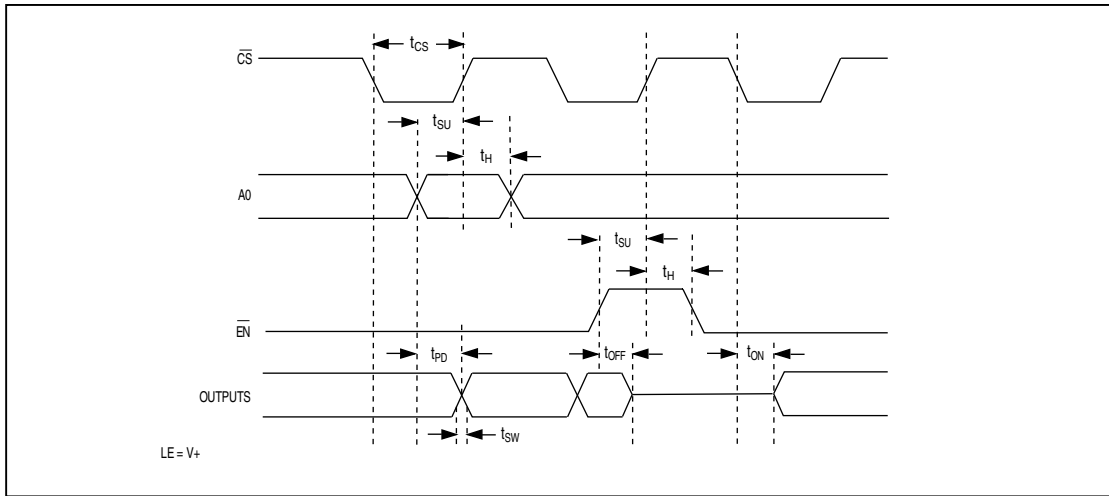 tCS
CS
tSU
tH
A0
tSU
tH
EN
tPD
tOFF
tON
OUTPUTS
tSW
LE = V+